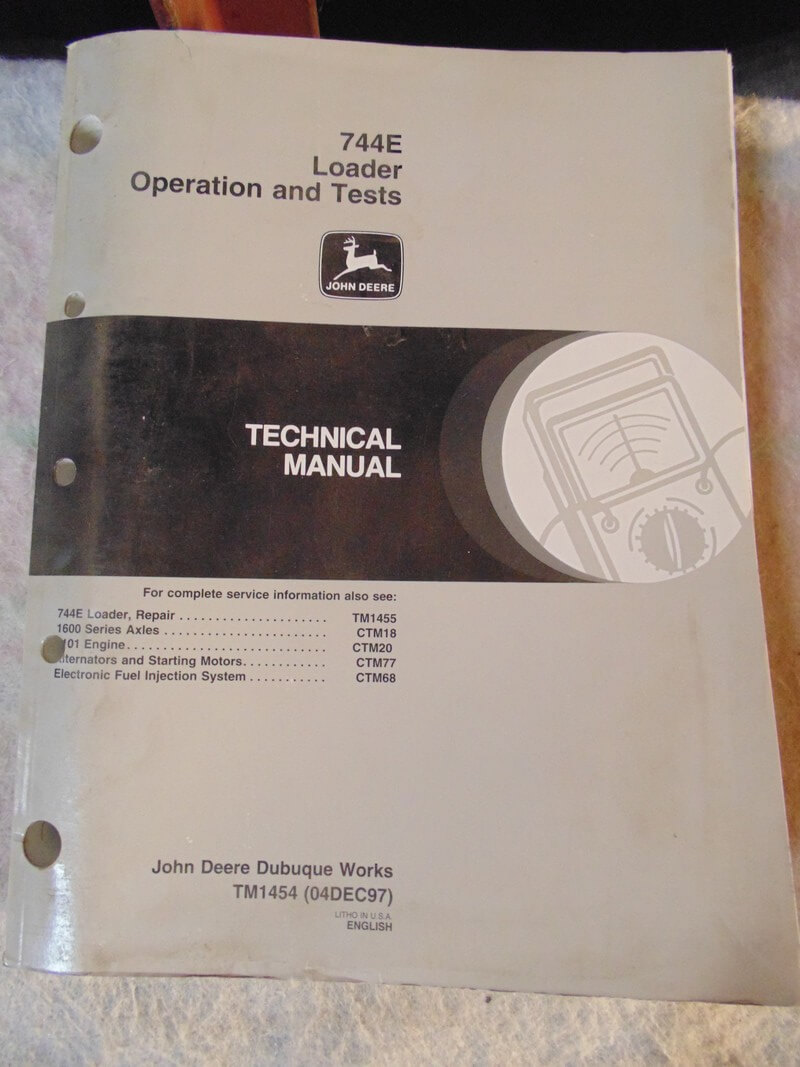 744E
Loader
Operation and Tests
JOHN DEERE
TECHNICAL
MANUAL
For complete service information also see:
744E Loader, Repair . . . . . . . . . . . . . . . . . . . . . TM1455
1600 Series Axles . . . . . . . . . . . . . . . . . . . . . . . CTM18
101 Engine. . . . . . . . . . . . . . . . . . . . . . . . . . . . CTM20
ternators and Starting Motors. . . . . . . . . . . . CTM77
Electronic Fuel Injection System . . . . . . . . . . . CTM68
John Deere Dubuque Works
TM1454 (04DEC97)
LITHO IN U.S.A.
ENGLISH